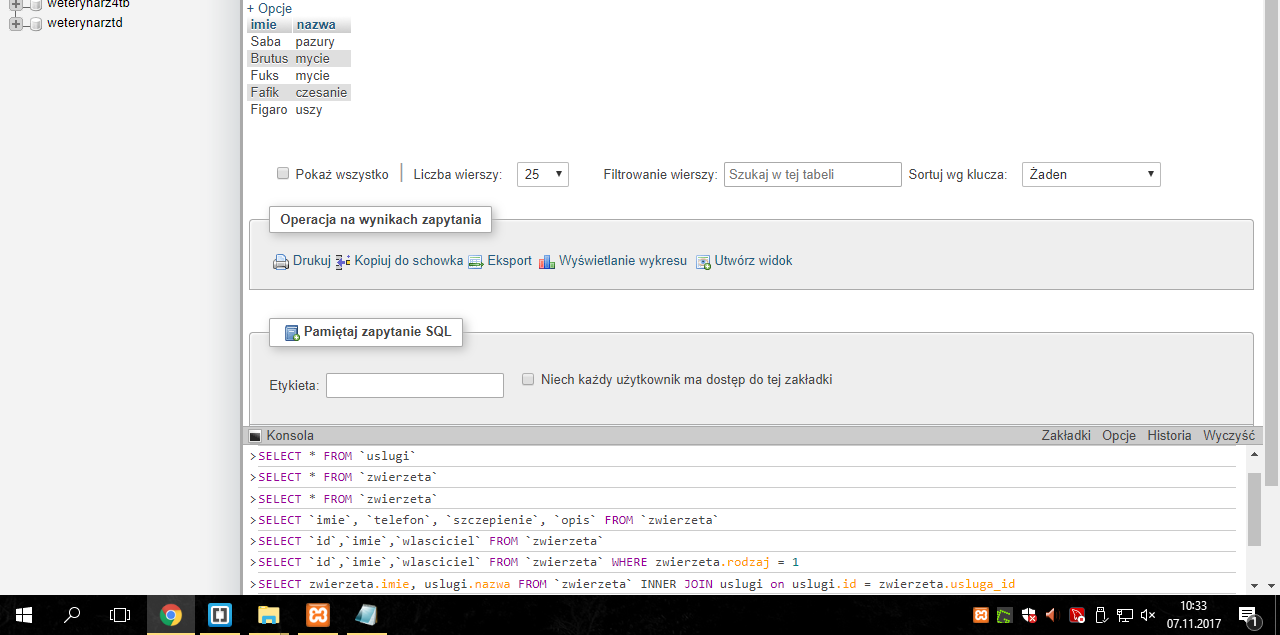 weterynarz4tb
weterynarztd
+ Opcje
imie nazwa
Saba pazury
Brutus mycie
Fuks mycie
Fafik czesanie
Figaro uszy
Pokaż wszystko | Liczba wierszy: 25 Filtrowanie wierszy: Szukaj w tej tabeli Sortuj wg klucza: Żaden
Operacja na wynikach zapytania
Drukuj Kopiuj do schowka Eksport Wyświetlanie wykresu Utwórz widok
Pamiętaj zapytanie SQL
Etykieta: Niech każdy użytkownik ma dostęp do tej zakładki
Konsola Zakładki Opcje Historia Wyczyść
>SELECT * FROM `uslugi`
>SELECT * FROM `zwierzeta`
>SELECT * FROM `zwierzeta`
>SELECT `imie`, `telefon`, `szczepienie`, `opis` FROM `zwierzeta`
>SELECT `id`,`imie`,`wlasciciel` FROM `zwierzeta`
>SELECT `id`,`imie`,`wlasciciel` FROM `zwierzeta` WHERE zwierzeta.rodzaj = 1
>SELECT zwierzeta.imie, uslugi.nazwa FROM `zwierzeta` INNER JOIN uslugi on uslugi.id = zwierzeta.usluga_id
10:33
07.11.2017
1